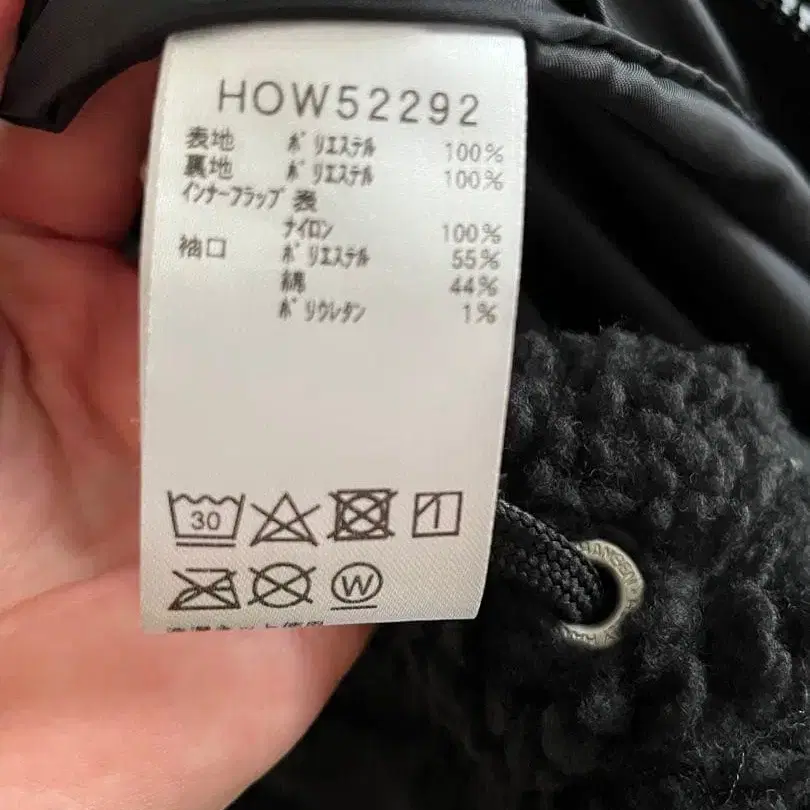 HOW52292
表地 ポリエステル 100%
裏地 ポリエステル 100%
インナーフラップ 表
ナイロン 100%
袖口 ポリエステル 55%
綿 44%
ポリウレタン 1%
30
W
HANSEN